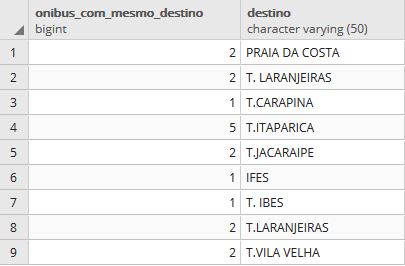 onibus_com_mesmo_destino destino
bigint character varying (50)
1 2 PRAIA DA COSTA
2 2 T. LARANJEIRAS
3 1 T.CARAPINA
4 5 T.ITAPARICA
5 2 T.JACARAIPE
6 1 IFES
7 1 T. IBES
8 2 T.LARANJEIRAS
9 2 T.VILA VELHA